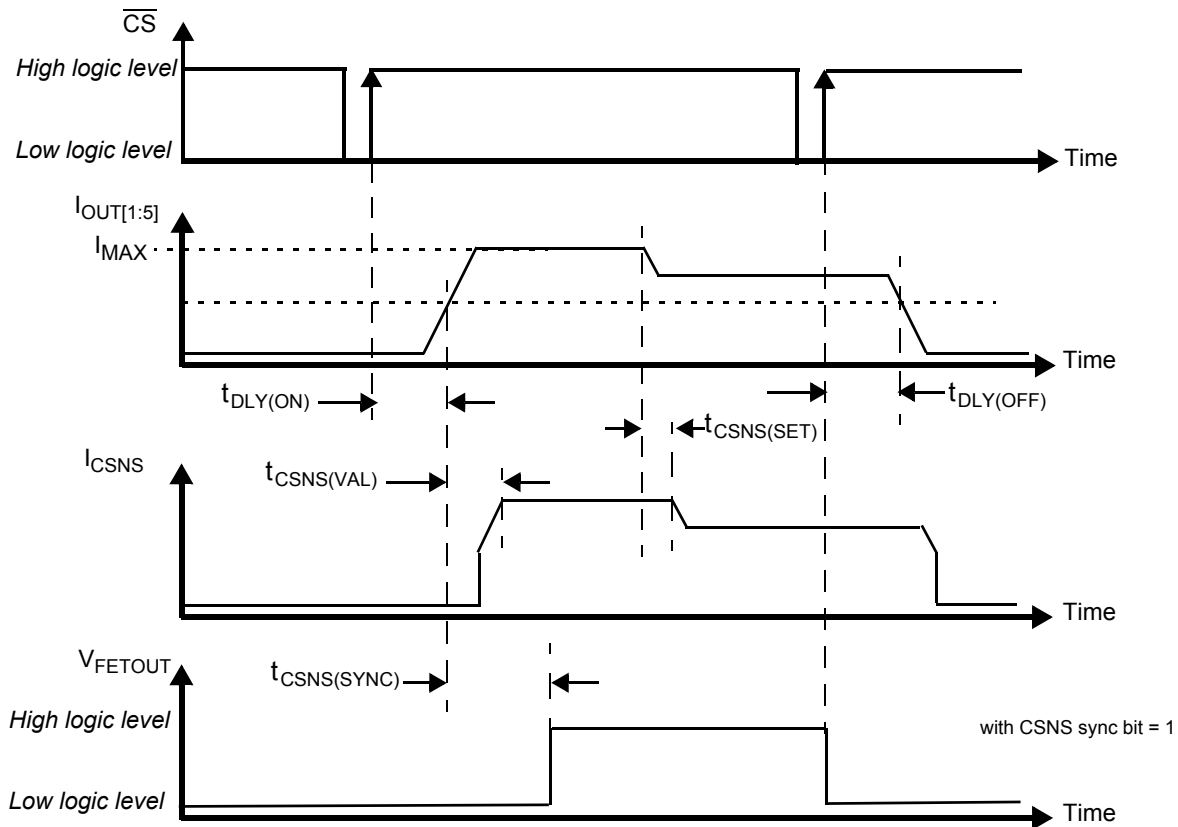 CS
High logic level
Low logic level
Time
IOUT[1:5]
IMAX
Time
tDLY(ON)
tDLY(OFF)
tCSNS(SET)
ICSNS
tCSNS(VAL)
Time
VFETOUT
tCSNS(SYNC)
High logic level
with CSNS sync bit = 1
Low logic level
Time